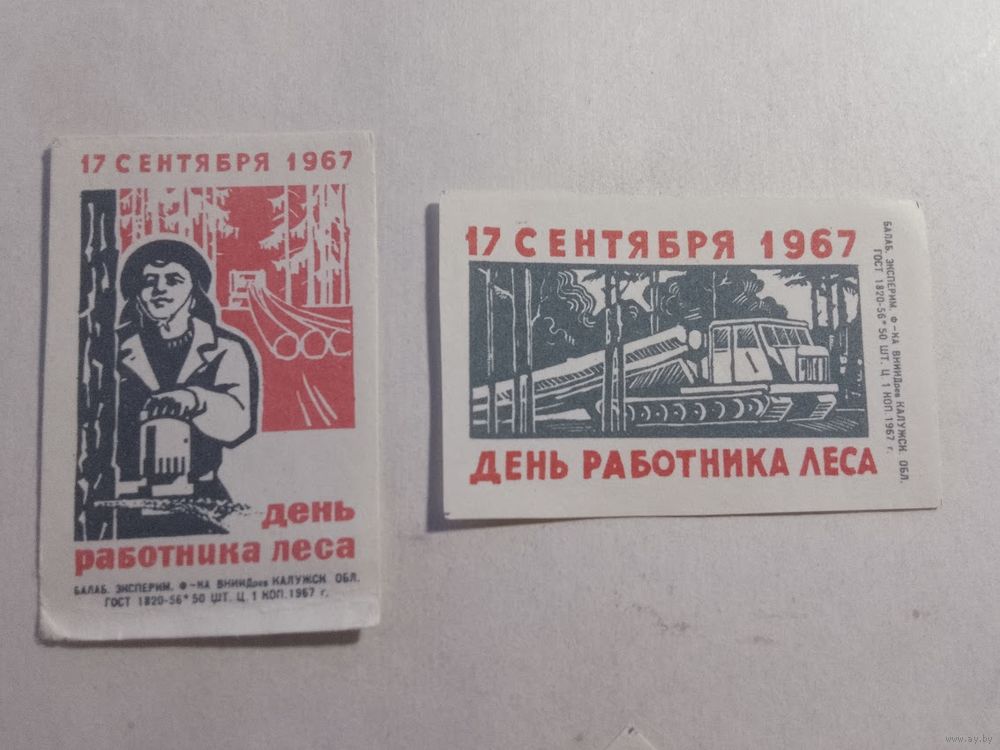 17 СЕНТЯБРЯ 1967
день
работника леса
БАЛАБ. ЭКСПЕРИМ. Ф-КА ВНИИДрев КАЛУЖСК. ОБЛ.
ГОСТ 1820-56* 50 ШТ. Ц. 1 КОП. 1967 г.
17 СЕНТЯБРЯ 1967
ДЕНЬ РАБОТНИКА ЛЕСА
БАЛАБ. ЭКСПЕРИМ. Ф-КА ВНИИДрев КАЛУЖСК. ОБЛ.
ГОСТ 1820-56* 50 ШТ. Ц. 1 КОП. 1967 г.
www.ay.by